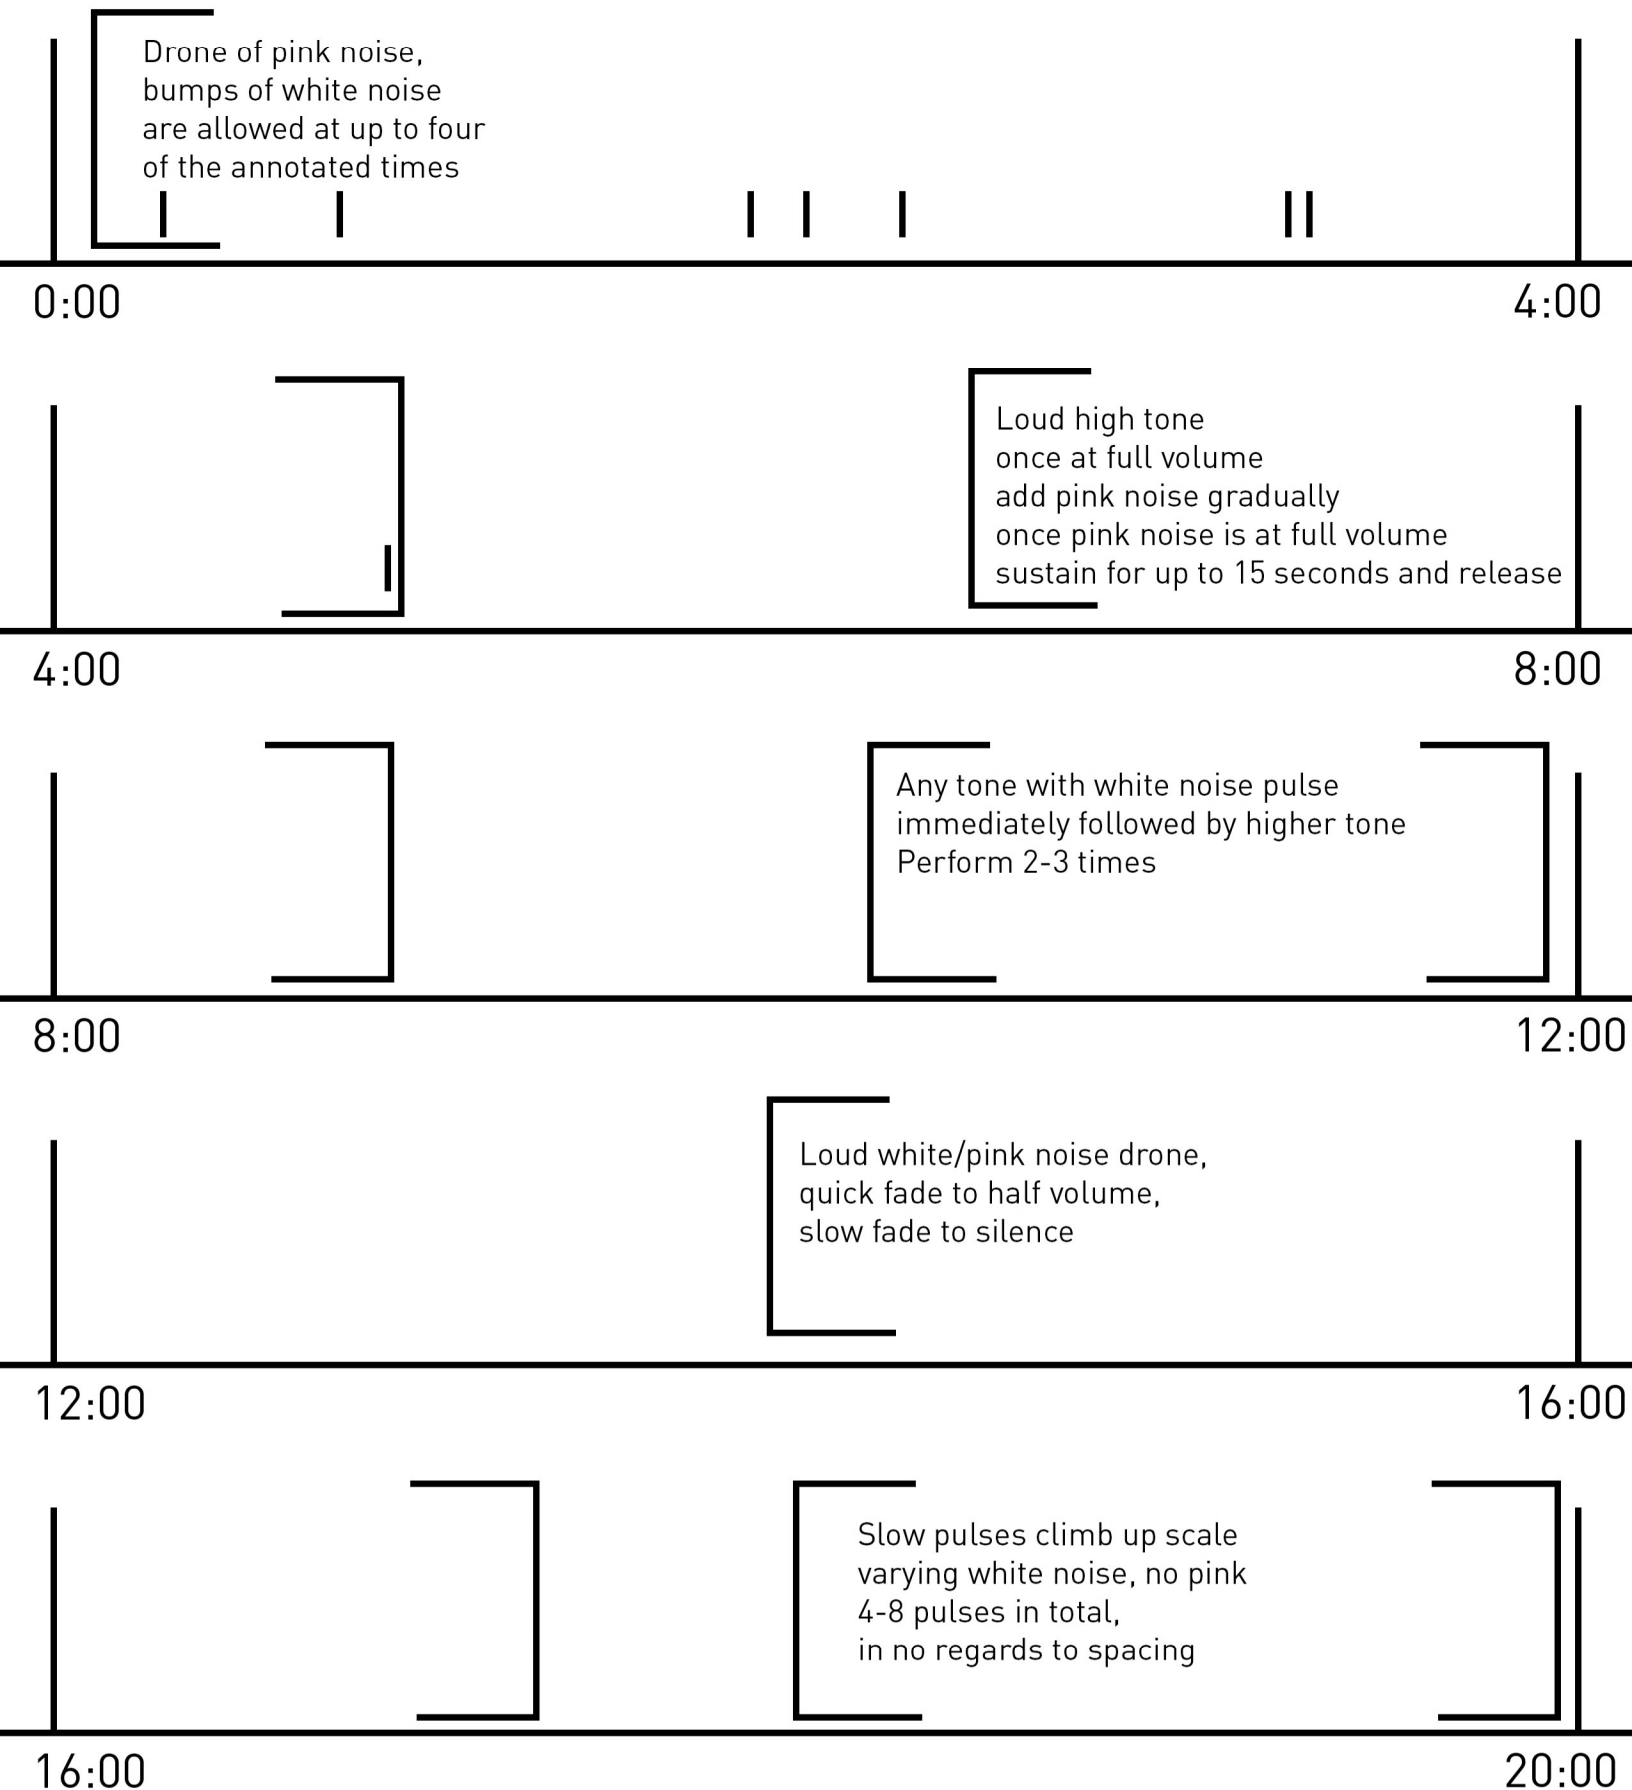 Drone of pink noise,
bumps of white noise
are allowed at up to four
of the annotated times
0:00
4:00
Loud high tone
once at full volume
add pink noise gradually
once pink noise is at full volume
sustain for up to 15 seconds and release
4:00
8:00
Any tone with white noise pulse
immediately followed by higher tone
Perform 2-3 times
8:00
12:00
Loud white/pink noise drone,
quick fade to half volume,
slow fade to silence
12:00
16:00
Slow pulses climb up scale
varying white noise, no pink
4-8 pulses in total,
in no regards to spacing
16:00
20:00